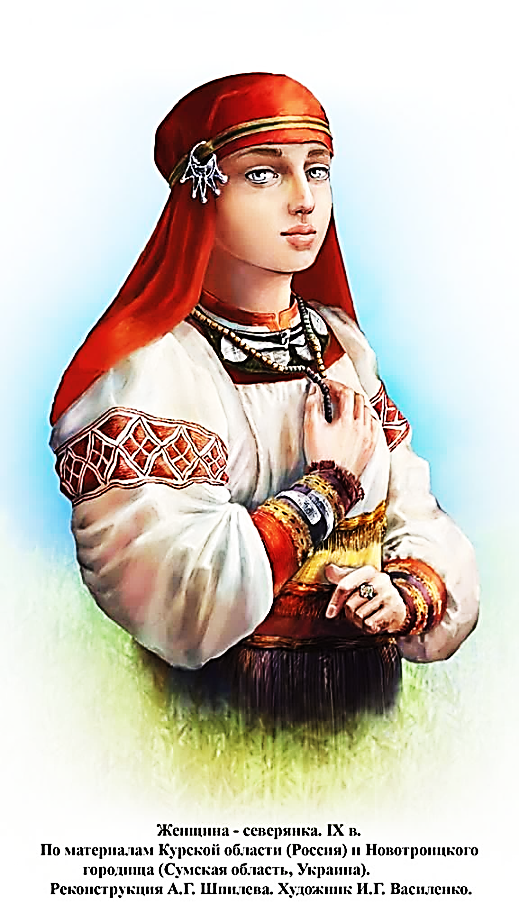 Женщина - северянка. IX в.
По материалам Курской области (Россия) и Новотроицкого
городища (Сумская область, Украина).
Реконструкция А.Г. Шпилева. Художник И.Г. Василенко.